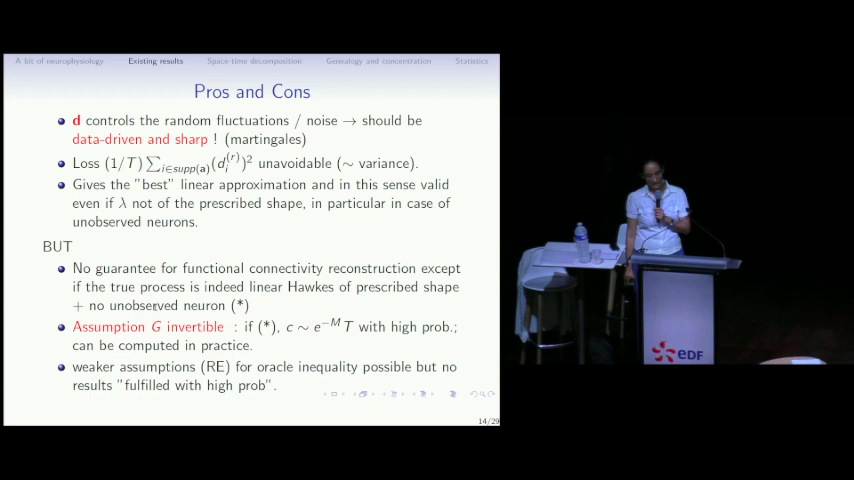 A bit of neurophysiology Existing results Space-time decomposition Genealogy and concentration Statistics
Pros and Cons
d controls the random fluctuations / noise → should be
data-driven and sharp ! (martingales)
Loss (1/T) ∑_{i∈supp(a)} (d_i^{(r)})² unavoidable (∼ variance).
Gives the "best" linear approximation and in this sense valid
even if λ not of the prescribed shape, in particular in case of
unobserved neurons.
BUT
No guarantee for functional connectivity reconstruction except
if the true process is indeed linear Hawkes of prescribed shape
+ no unobserved neuron (*)
Assumption G invertible : if (*), c ∼ e^{-M} T with high prob.;
can be computed in practice.
weaker assumptions (RE) for oracle inequality possible but no
results "fulfilled with high prob".
14/29
eDF